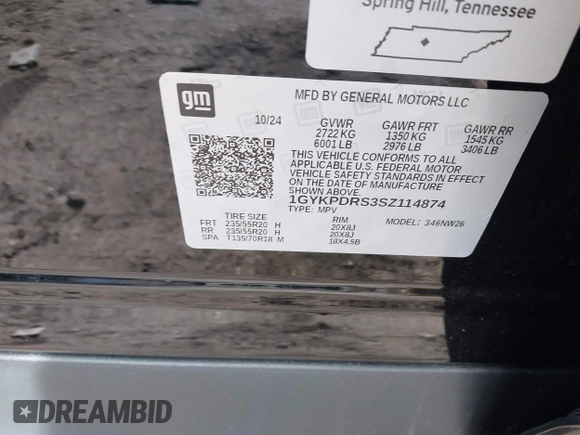 Spring Hill, Tennessee
gm
MFD BY GENERAL MOTORS LLC
10/24 GVWR GAWR FRT GAWR RR
2722 KG 1350 KG 1545 KG
6001 LB 2976 LB 3406 LB
THIS VEHICLE CONFORMS TO ALL
APPLICABLE U.S. FEDERAL MOTOR
VEHICLE SAFETY STANDARDS IN
EFFECT ON THE DATE OF MANUFACTURE
SHOWN ABOVE.
1GYKPDRS3SZ114874
TYPE: MPV MODEL: 346NW26
TIRE SIZE RIM
FRT 235/55R20 H 20X8J
RR 235/55R20 H 20X8J
SPA T135/70R18 M 18X4.5B
DREAMBID